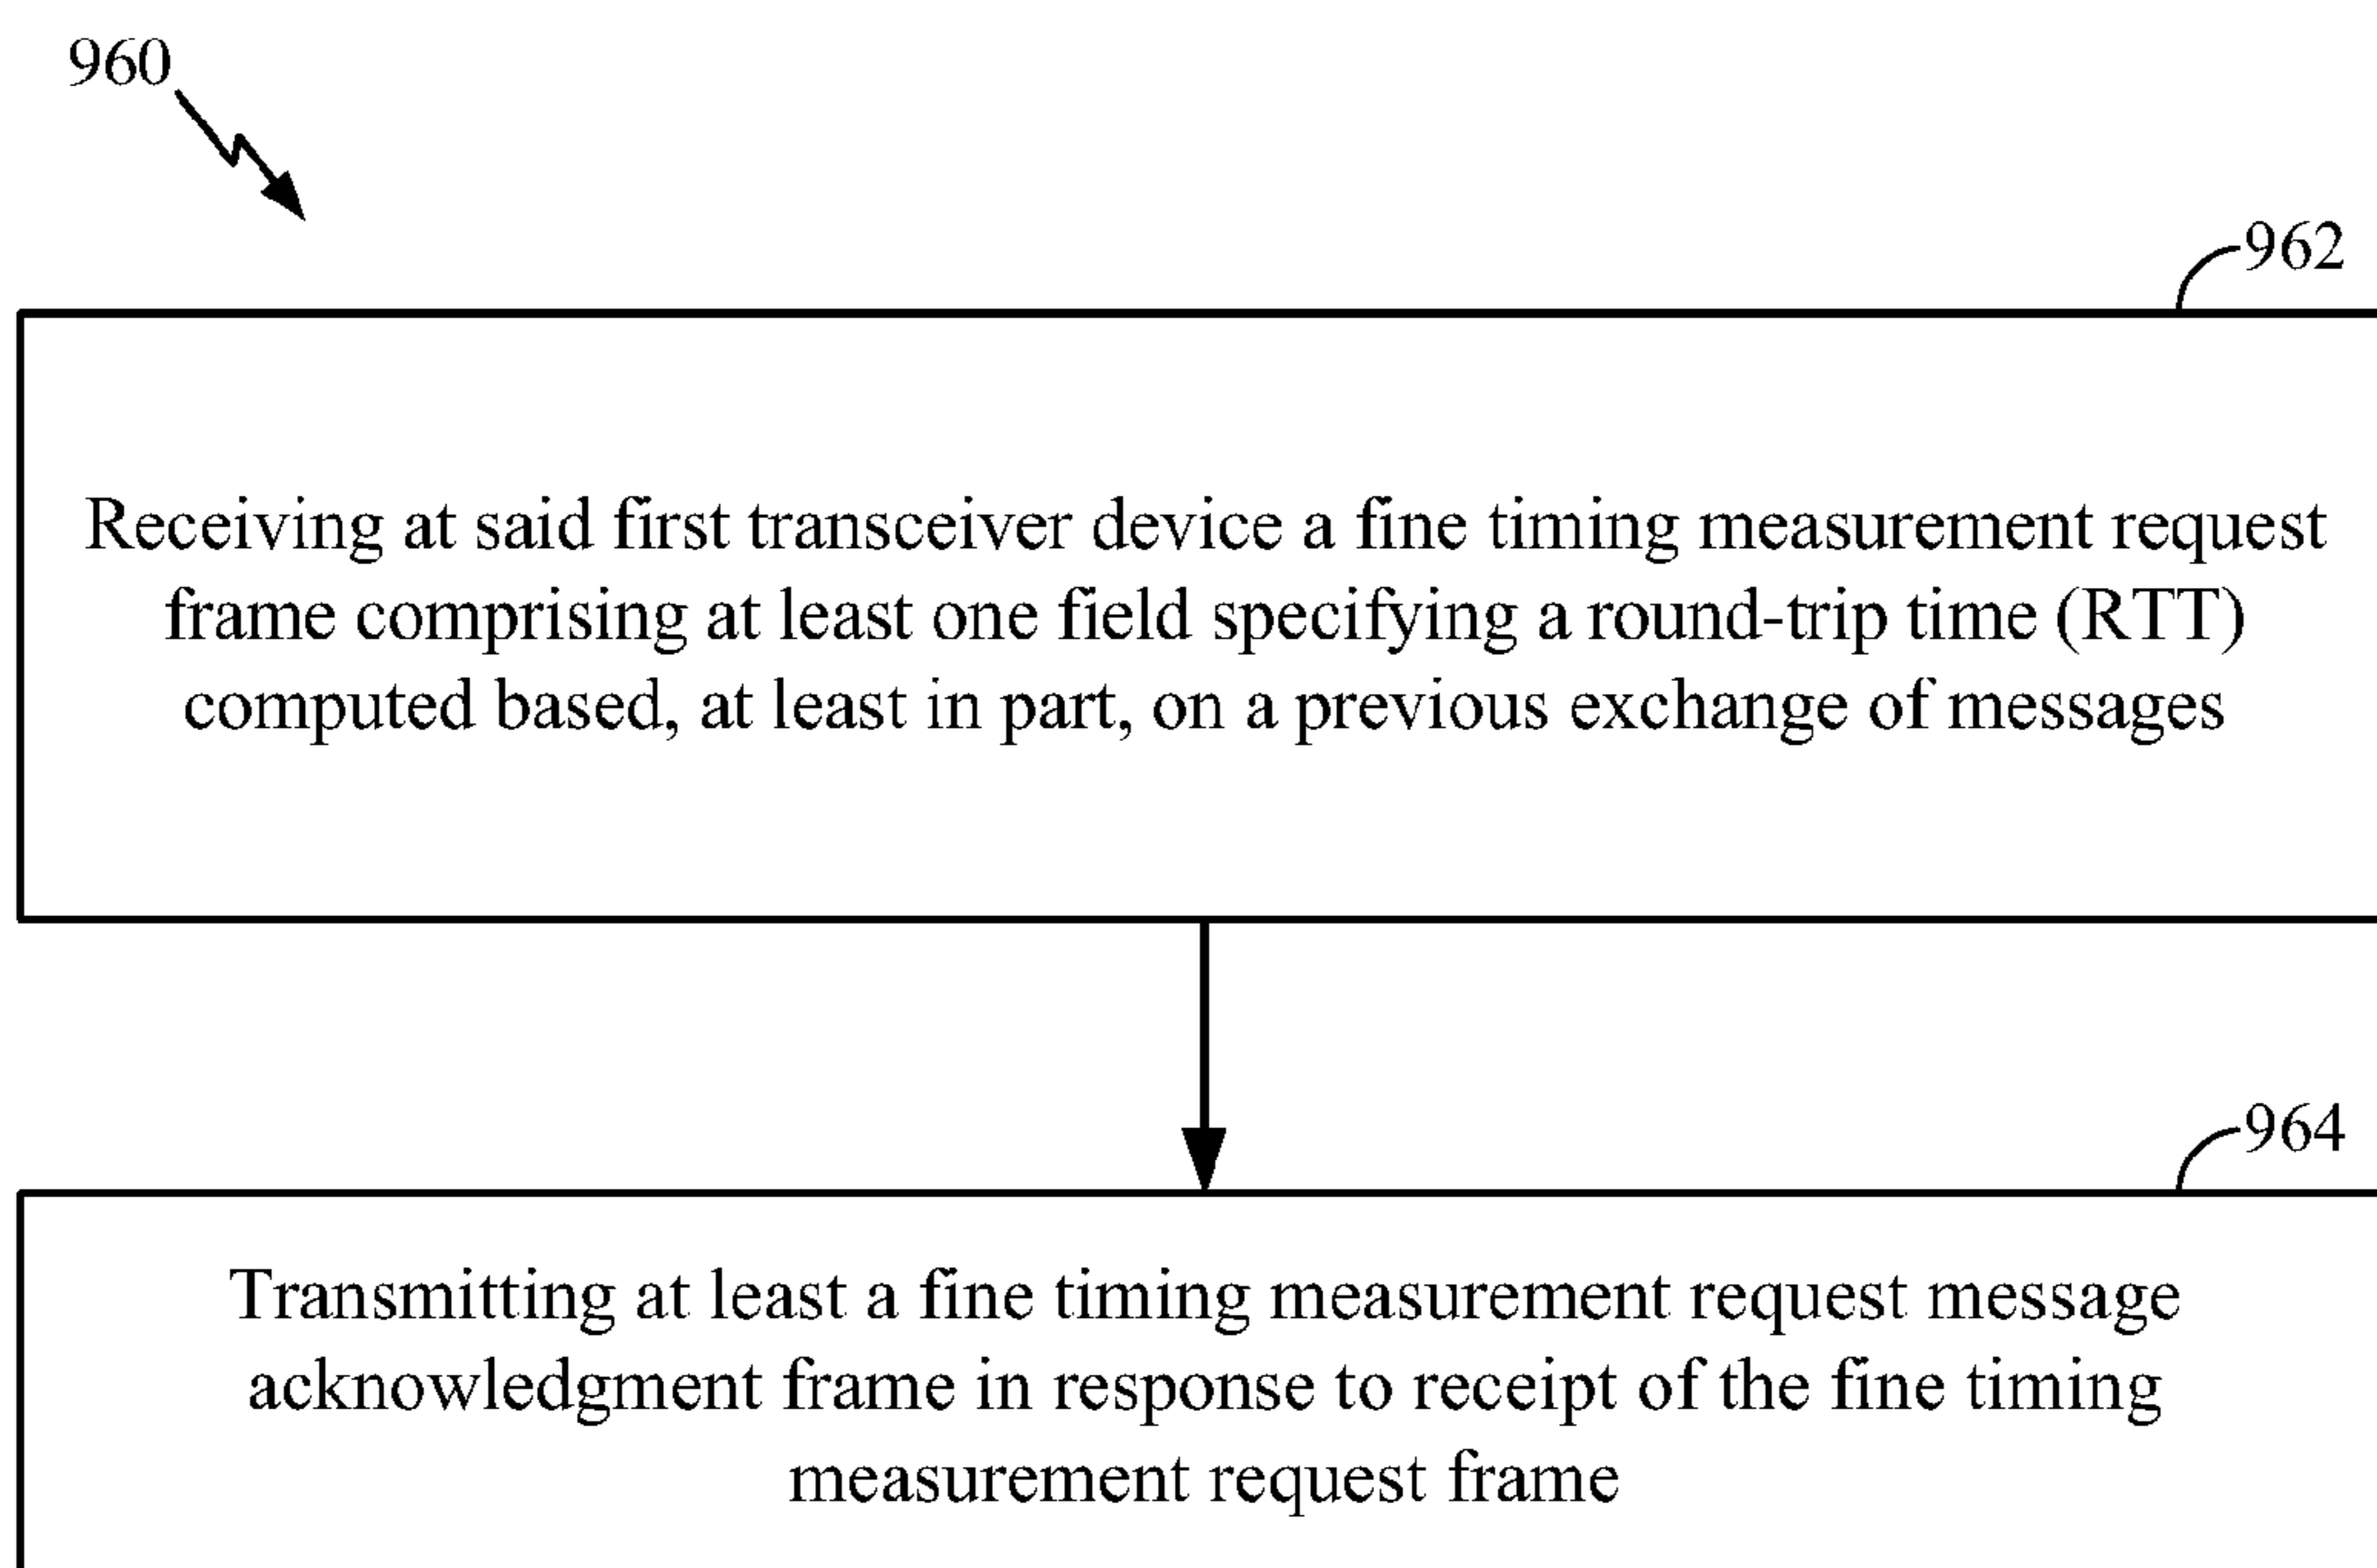 960
962
Receiving at said first transceiver device a fine timing measurement request
frame comprising at least one field specifying a round-trip time (RTT)
computed based, at least in part, on a previous exchange of messages
964
Transmitting at least a fine timing measurement request message
acknowledgment frame in response to receipt of the fine timing
measurement request frame